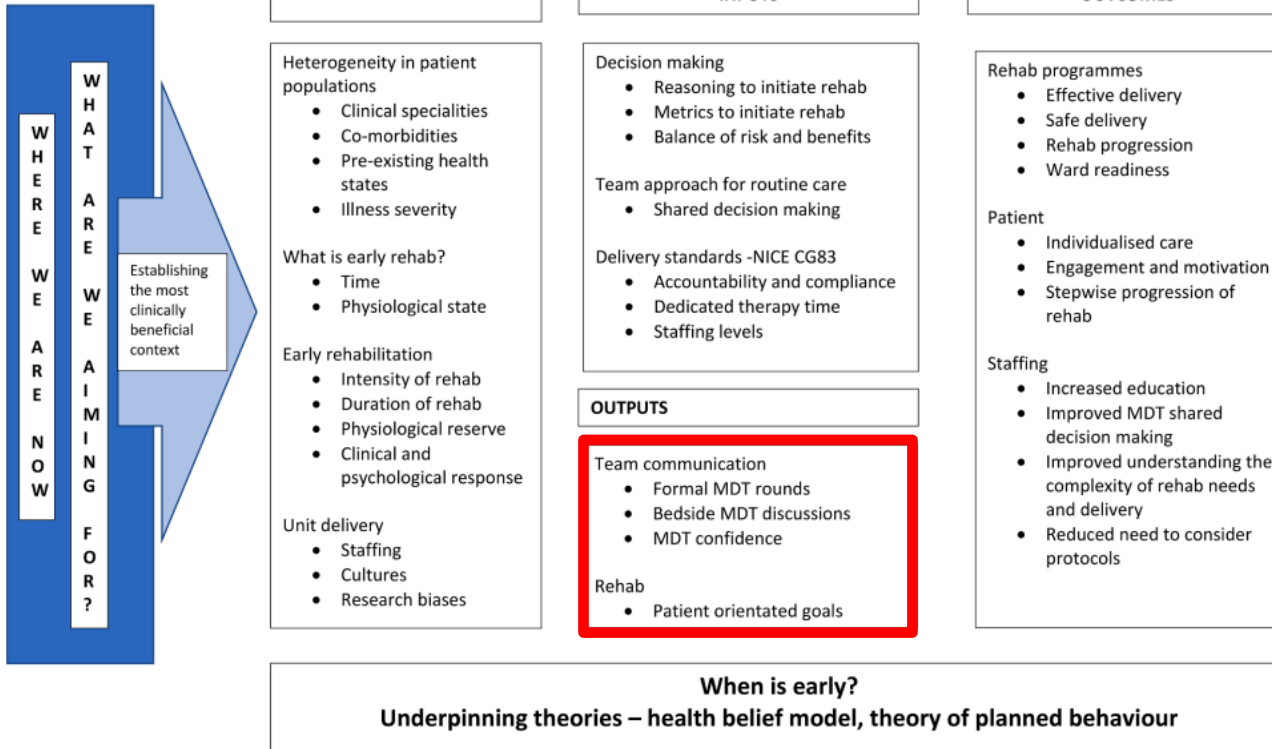 WHERE WE ARE NOW
WHAT ARE WE AIMING FOR?
Establishing
the most
clinically
beneficial
context
Heterogeneity in patient
populations
• Clinical specialities
• Co-morbidities
• Pre-existing health
states
• Illness severity
What is early rehab?
• Time
• Physiological state
Early rehabilitation
• Intensity of rehab
• Duration of rehab
• Physiological reserve
• Clinical and
psychological response
Unit delivery
• Staffing
• Cultures
• Research biases
INPUTS
Decision making
• Reasoning to initiate rehab
• Metrics to initiate rehab
• Balance of risk and benefits
Team approach for routine care
• Shared decision making
Delivery standards -NICE CG83
• Accountability and compliance
• Dedicated therapy time
• Staffing levels
OUTPUTS
Team communication
• Formal MDT rounds
• Bedside MDT discussions
• MDT confidence
Rehab
• Patient orientated goals
OUTCOMES
Rehab programmes
• Effective delivery
• Safe delivery
• Rehab progression
• Ward readiness
Patient
• Individualised care
• Engagement and motivation
• Stepwise progression of
rehab
Staffing
• Increased education
• Improved MDT shared
decision making
• Improved understanding the
complexity of rehab needs
and delivery
• Reduced need to consider
protocols
When is early?
Underpinning theories – health belief model, theory of planned behaviour